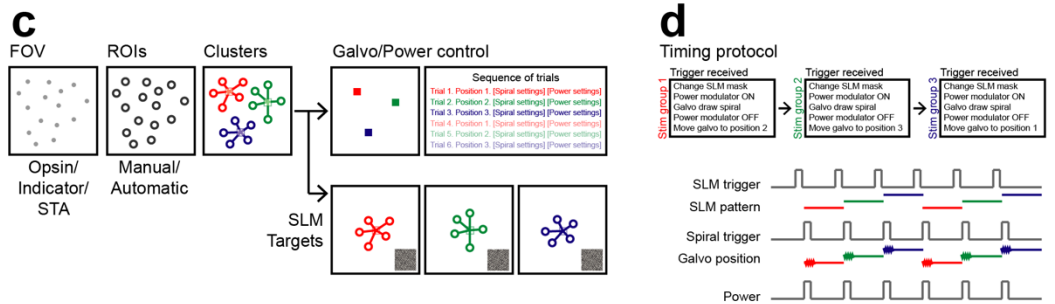 c
FOV
ROIs
Clusters
Galvo/Power control
Sequence of trials
Trial 1. Position 1. [Spiral settings] [Power settings]
Trial 2. Position 2. [Spiral settings] [Power settings]
Trial 3. Position 3. [Spiral settings] [Power settings]
Trial 4. Position 1. [Spiral settings] [Power settings]
Trial 5. Position 2. [Spiral settings] [Power settings]
Trial 6. Position 3. [Spiral settings] [Power settings]
Opsin/
Indicator/
STA
Manual/
Automatic
SLM
Targets
d
Timing protocol
Stim group 1
Trigger received
Change SLM mask
Power modulator ON
Galvo draw spiral
Power modulator OFF
Move galvo to position 2
Stim group 2
Trigger received
Change SLM mask
Power modulator ON
Galvo draw spiral
Power modulator OFF
Move galvo to position 3
Stim group 3
Trigger received
Change SLM mask
Power modulator ON
Galvo draw spiral
Power modulator OFF
Move galvo to position 1
SLM trigger
SLM pattern
Spiral trigger
Galvo position
Power